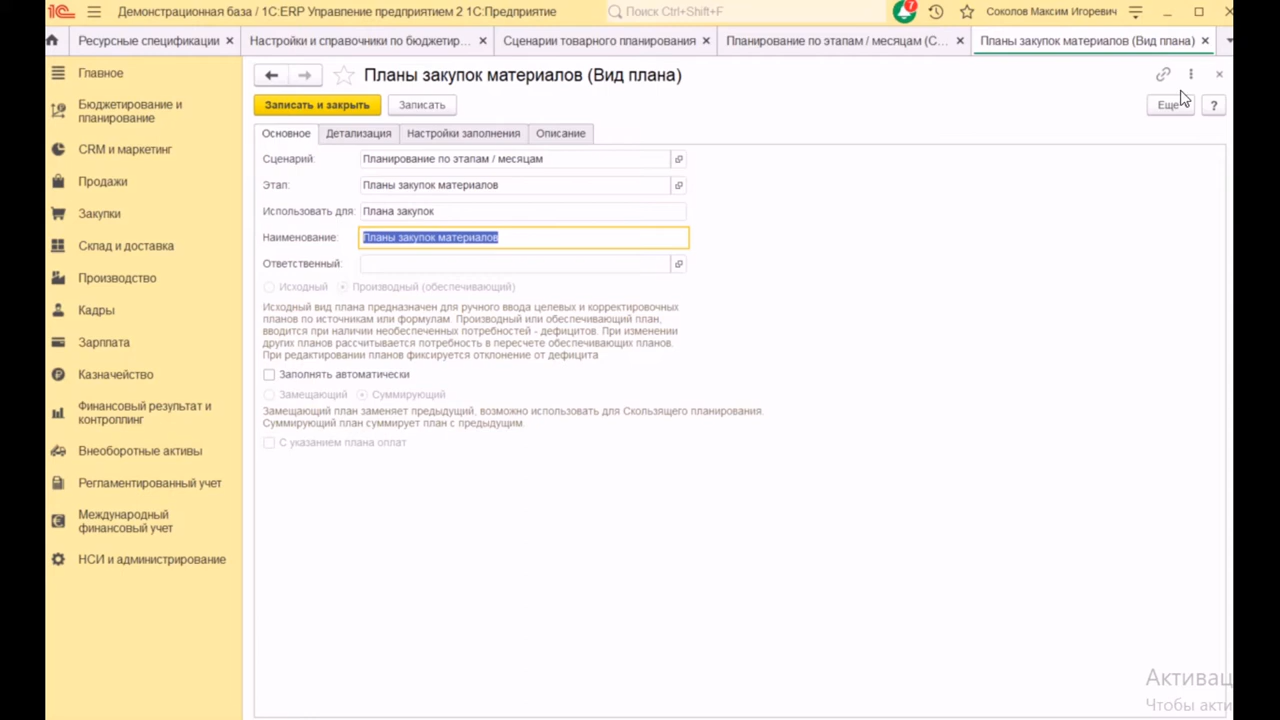 1С Демонстрационная база / 1С:ERP Управление предприятием 2 1С:Предприятие Поиск Ctrl+Shift+F 7 Соколов Максим Игоревич
Ресурсные спецификации Настройки и справочники по бюджетир... Сценарии товарного планирования Планирование по этапам / месяцам (С... Планы закупок материалов (Вид плана)
Главное
Бюджетирование и
планирование
CRM и маркетинг
Продажи
Закупки
Склад и доставка
Производство
Кадры
Зарплата
Казначейство
Финансовый результат и
контроллинг
Внеоборотные активы
Регламентированный учет
Международный
финансовый учет
НСИ и администрирование
Планы закупок материалов (Вид плана)
Записать и закрыть Записать Еще ?
Основное Детализация Настройки заполнения Описание
Сценарий: Планирование по этапам / месяцам
Этап: Планы закупок материалов
Использовать для: Плана закупок
Наименование: Планы закупок материалов
Ответственный:
Исходный Производный (обеспечивающий)
Исходный вид плана предназначен для ручного ввода целевых и корректировочных
планов по источникам или формулам. Производный или обеспечивающий план,
вводится при наличии необеспеченных потребностей - дефицитов. При изменении
других планов рассчитывается потребность в пересчете обеспечивающих планов.
При редактировании планов фиксируется отклонение от дефицита
Заполнять автоматически
Замещающий Суммирующий
Замещающий план заменяет предыдущий, возможно использовать для Скользящего планирования.
Суммирующий план суммирует план с предыдущим
С указанием плана оплат
Активац
Чтобы акти